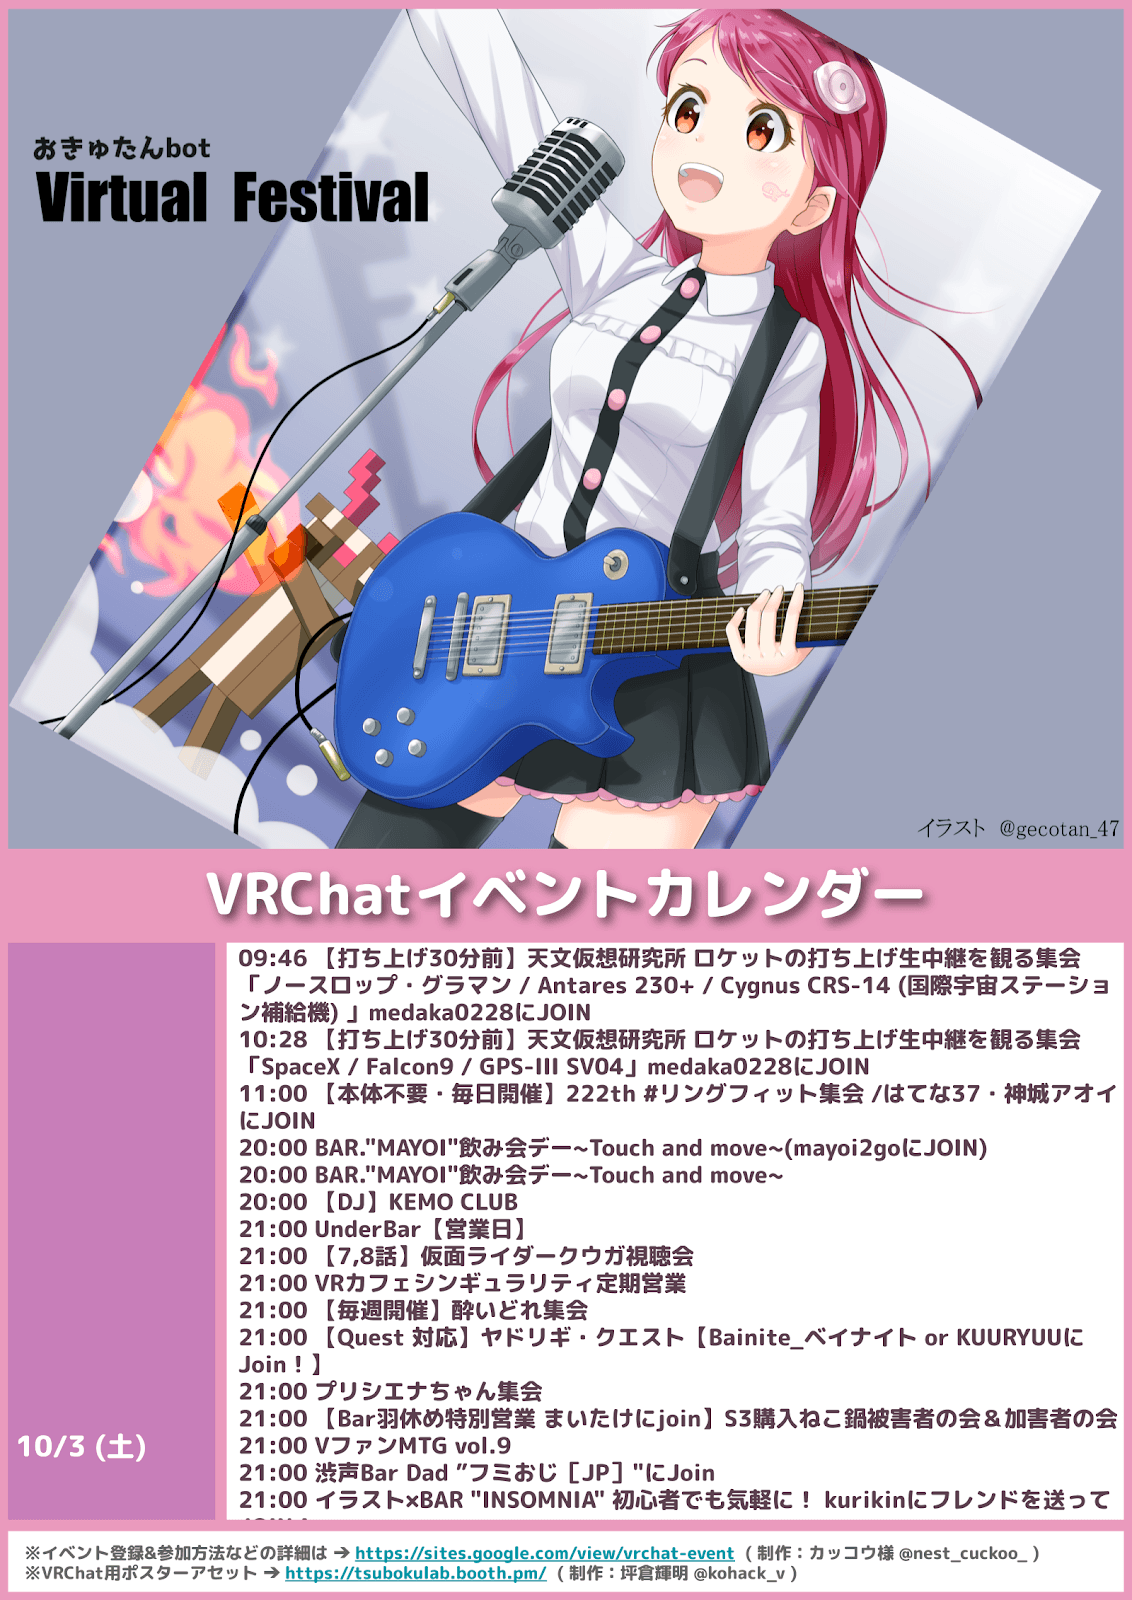 おきゅたんbot
Virtual Festival
イラスト @gecotan_47
VRChatイベントカレンダー
10/3 (土)
09:46 【打ち上げ30分前】天文仮想研究所 ロケットの打ち上げ生中継を観る集会
「ノースロップ・グラマン / Antares 230+ / Cygnus CRS-14 (国際宇宙ステーショ
ン補給機) 」medaka0228にJOIN
10:28 【打ち上げ30分前】天文仮想研究所 ロケットの打ち上げ生中継を観る集会
「SpaceX / Falcon9 / GPS-III SV04」medaka0228にJOIN
11:00 【本体不要・毎日開催】222th #リングフィット集会 /はてな37・神城アオイ
にJOIN
20:00 BAR."MAYOI"飲み会デー~Touch and move~(mayoi2goにJOIN)
20:00 BAR."MAYOI"飲み会デー~Touch and move~
20:00 【DJ】KEMO CLUB
21:00 UnderBar【営業日】
21:00 【7,8話】仮面ライダークウガ視聴会
21:00 VRカフェシンギュラリティ定期営業
21:00 【毎週開催】酔いどれ集会
21:00 【Quest 対応】ヤドリギ・クエスト【Bainite_ベイナイト or KUURYUUに
Join！】
21:00 プリシエナちゃん集会
21:00 【Bar羽休め特別営業 まいたけにjoin】S3購入ねこ鍋被害者の会＆加害者の会
21:00 VファンMTG vol.9
21:00 渋声Bar Dad ”フミおじ［JP］"にJoin
21:00 イラスト×BAR "INSOMNIA" 初心者でも気軽に！ kurikinにフレンドを送って
※イベント登録&参加方法などの詳細は ➔ https://sites.google.com/view/vrchat-event ( 制作：カッコウ様 @nest_cuckoo_ )
※VRChat用ポスターアセット ➔ https://tsubokulab.booth.pm/ ( 制作：坪倉輝明 @kohack_v )